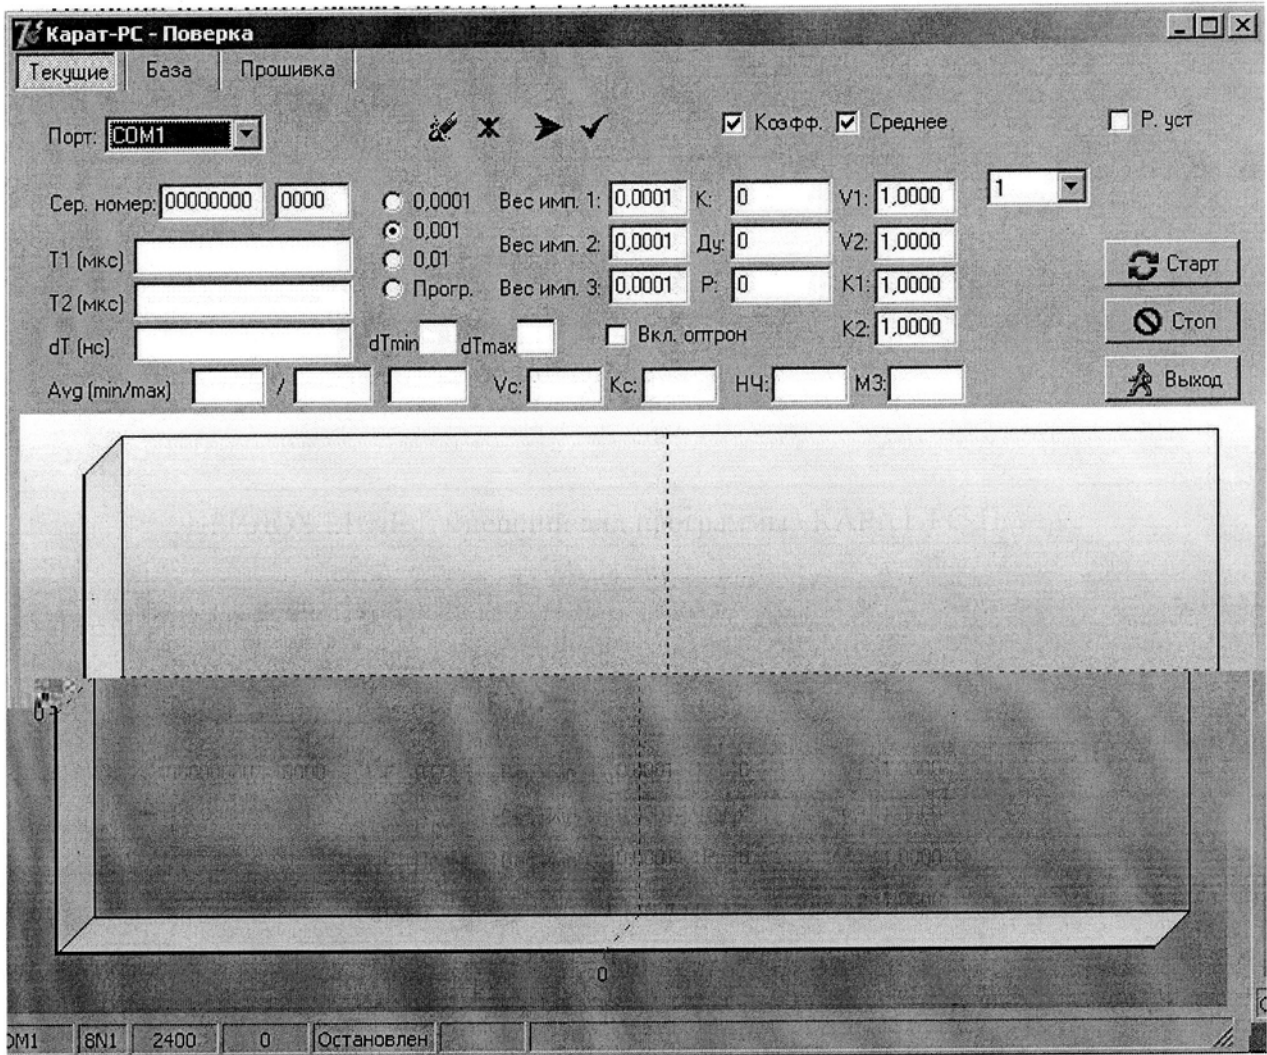 Карат-РС - Поверка
Текущие База Прошивка
Порт: COM1 Коэфф. Среднее Р. уст
Сер. номер: 00000000 0000 0,0001 Вес имп. 1: 0,0001 К: 0 V1: 1,0000 1
0,001 Вес имп. 2: 0,0001 Ду: 0 V2: 1,0000
T1 (мкс) 0,01
Прогр. Вес имп. 3: 0,0001 Р: 0 К1: 1,0000 Старт
T2 (мкс)
dT (нс) dTmin dTmax Вкл. оптрон К2: 1,0000 Стоп
Avg (min/max) / Vc: Кс: НЧ: МЗ: Выход
0
0
OM1 8N1 2400 0 Остановлен